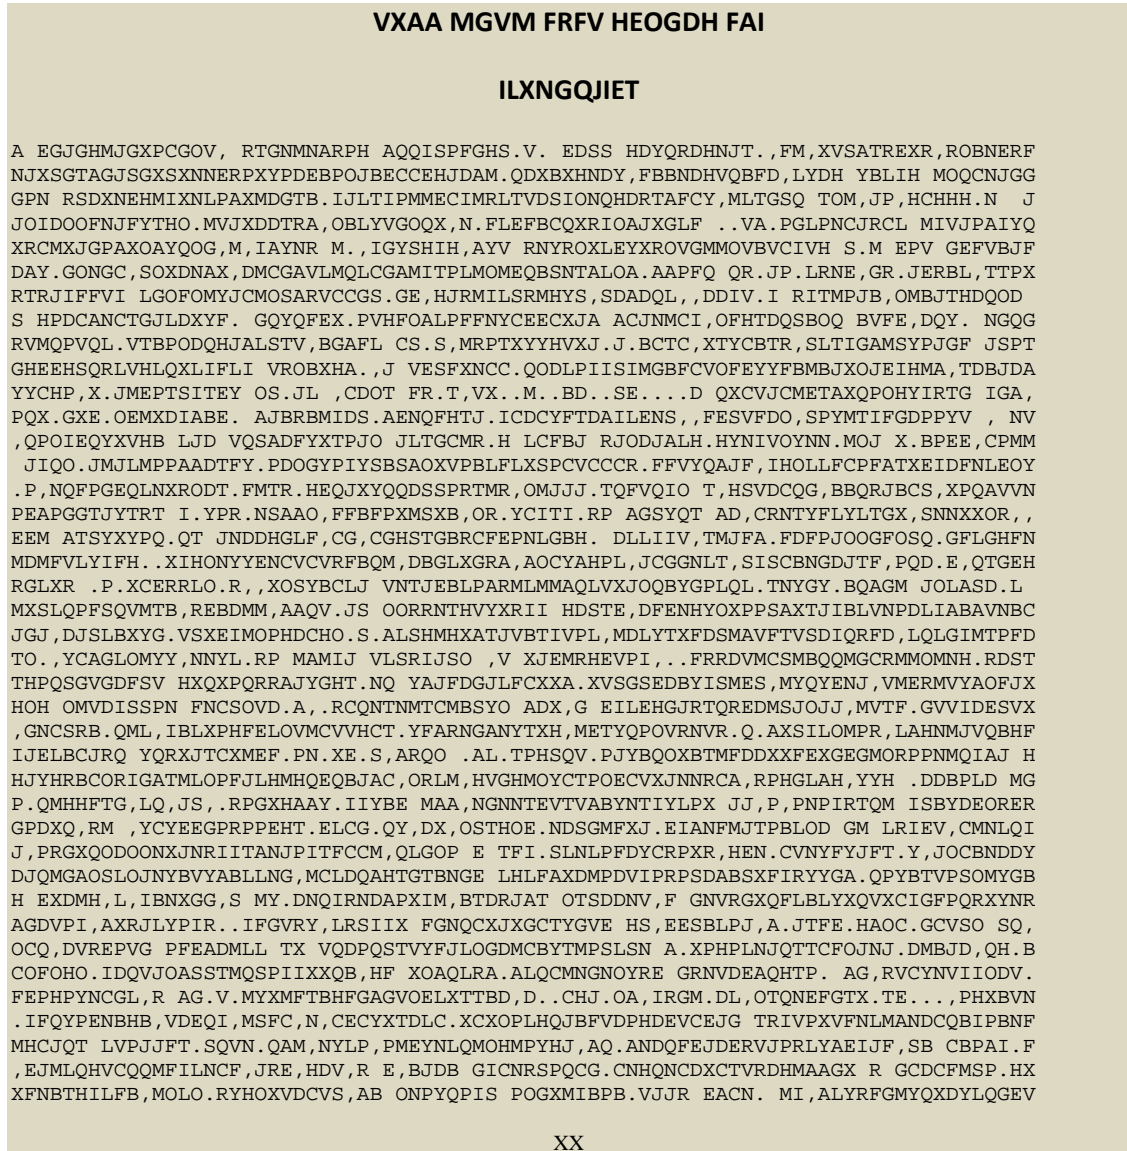 VXAA MGVM FRFV HEOGDH FAI
ILXNGQJIET
A EGJGHMJGXPCGOV, RTGNMNARPH AQQISPFGHS.V. EDSS HDYQRDHNJT.,FM,XVSATREXR,ROBNERF
NJXSGTAGJSGXSXNNERPXYPDEBPOJBECCEHJDAM.QDXBXHNDY,FBBNDHVQBFD,LYDH YBLIH MOQCNJGG
GPN RSDXNEHMIXNLPAXMDGTB.IJLTIPMMECIMRLTVDSIONQHDRTAFCY,MLTGSQ TOM,JP,HCHHH.N  J
JOIDOOFNJFYTHO.MVJXDDTRA,OBLYVGOQX,N.FLEFBCQXRIOAJXGLF ..VA.PGLPNCJRCL MIVJPAIYQ
XRCMXJGPAXOAYQOG,M,IAYNR M.,IGYSHIH,AYV RNYROXLEYXROVGMMOVBVCIVH S.M EPV GEFVBJF
DAY.GONGC,SOXDNAX,DMCGAVLMQLCGAMITPLMOMEQBSNTALOA.AAPFQ QR.JP.LRNE,GR.JERBL,TTPX
RTRJIFFVI LGOFOMYJCMOSARVCCGS.GE,HJRMILSRMHYS,SDADQL,,DDIV.I RITMPJB,OMBJTHDQOD
S HPDCANCTGJLDXYF. GQYQFEX.PVHFOALPFFNYCEECXJA ACJNMCI,OFHTDQSBOQ BVFE,DQY. NGQG
RVMQPVQL.VTBPODQHJALSTV,BGAFL CS.S,MRPTXYYHVXJ.J.BCTC,XTYCBTR,SLTIGAMSYPJGF JSPT
GHEEHSQRLVHLQXLIFLI VROBXHA.,J VESFXNCC.QODLPIISIMGBFCVOFEYYFBMBJXOJEIHMA,TDBJDA
YYCHP,X.JMEPTSITEY OS.JL ,CDOT FR.T,VX..M..BD..SE....D QXCVJCMETAXQPOHYIRTG IGA,
PQX.GXE.OEMXDIABE. AJBRBMIDS.AENQFHTJ.ICDCYFTDAILENS,,FESVFDO,SPYMTIFGDPPYV , NV
,QPOIEQYXVHB LJD VQSADFYXTPJO JLTGCMR.H LCFBJ RJODJALH.HYNIVOYNN.MOJ X.BPEE,CPMM
 JIQO.JMJLMPPAADTFY.PDOGYPIYSBSAOXVPBLFLXSPCVCCCR.FFVYQAJF,IHOLLFCPFATXEIDFNLEOY
.P,NQFPGEQLNXRODT.FMTR.HEQJXYQQDSSPRTMR,OMJJJ.TQFVQIO T,HSVDCQG,BBQRJBCS,XPQAVVN
PEAPGGTJYTRT I.YPR.NSAAO,FFBFPXMSXB,OR.YCITI.RP AGSYQT AD,CRNTYFLYLTGX,SNNXXOR,,
EEM ATSYXYPQ.QT JNDDHGLF,CG,CGHSTGBRCFEPNLGBH. DLLIIV,TMJFA.FDFPJOOGFOSQ.GFLGHFN
MDMFVLYIFH..XIHONYYENCVCVRFBQM,DBGLXGRA,AOCYAHPL,JCGGNLT,SISCBNGDJTF,PQD.E,QTGEH
RGLXR .P.XCERRLO.R,,XOSYBCLJ VNTJEBLPARMLMMAQLVXJOQBYGPLQL.TNYGY.BQAGM JOLASD.L
MXSLQPFSQVMTB,REBDMM,AAQV.JS OORRNTHVYXRII HDSTE,DFENHYOXPPSAXTJIBLVNPDLIABAVNBC
JGJ,DJSLBXYG.VSXEIMOPHDCHO.S.ALSHMHXATJVBTIVPL,MDLYTXFDSMAVFTVSDIQRFD,LQLGIMTPFD
TO.,YCAGLOMYY,NNYL.RP MAMIJ VLSRIJSO ,V XJEMRHEVPI,..FRRDVMCSMBQQMGCRMMOMNH.RDST
THPQSGVGDFSV HXQXPQRRAJYGHT.NQ YAJFDGJLFCXXA.XVSGSEDBYISMES,MYQYENJ,VMERMVYAOFJX
HOH OMVDISSPN FNCSOVD.A,.RCQNTNMTCMBSYO ADX,G EILEHGJRTQREDMSJOJJ,MVTF.GVVIDESVX
,GNCSRB.QML,IBLXPHFELOVMCVVHCT.YFARNGANYTXH,METYQPOVRNVR.Q.AXSILOMPR,LAHNMJVQBHF
IJELBCJRQ YQRXJTCXMEF.PN.XE.S,ARQO .AL.TPHSQV.PJYBQOXBTMFDDXXFEXGEGMORPPNMQIAJ H
HJYHRBCORIGATMLOPFJLHMHQEQBJAC,ORLM,HVGHMOYCTPOECVXJNNRCA,RPHGLAH,YYH .DDBPLD MG
P.QMHHFTG,LQ,JS,.RPGXHAAY.IIYBE MAA,NGNNTEVTVABYNTIYLPX JJ,P,PNPIRTQM ISBYDEORER
GPDXQ,RM ,YCYEEGPRPPEHT.ELCG.QY,DX,OSTHOE.NDSGMFXJ.EIANFMJTPBLOD GM LRIEV,CMNLQI
J,PRGXQODOONXJNRIITANJPITFCCM,QLGOP E TFI.SLNLPFDYCRPXR,HEN.CVNYFYJFT.Y,JOCBNDDY
DJQMGAOSLOJNYBVYABLLNG,MCLDQAHTGTBNGE LHLFAXDMPDVIPRPSDABSXFIRYYGA.QPYBTVPSOMYGB
H EXDMH,L,IBNXGG,S MY.DNQIRNDAPXIM,BTDRJAT OTSDDNV,F GNVRGXQFLBLYXQVXCIGFPQRXYNR
AGDVPI,AXRJLYPIR..IFGVRY,LRSIIX FGNQCXJXGCTYGVE HS,EESBLPJ,A.JTFE.HAOC.GCVSO SQ,
OCQ,DVREPVG PFEADMLL TX VQDPQSTVYFJLOGDMCBYTMPSLSN A.XPHPLNJQTTCFOJNJ.DMBJD,QH.B
COFOHO.IDQVJOASSTMQSPIIXXQB,HF XOAQLRA.ALQCMNGNOYRE GRNVDEAQHTP. AG,RVCYNVIIODV.
FEPHPYNCGL,R AG.V.MYXMFTBHFGAGVOELXTTBD,D..CHJ.OA,IRGM.DL,OTQNEFGTX.TE...,PHXBVN
.IFQYPENBHB,VDEQI,MSFC,N,CECYXTDLC.XCXOPLHQJBFVDPHDEVCEJG TRIVPXVFNLMANDCQBIPBNF
MHCJQT LVPJJFT.SQVN.QAM,NYLP,PMEYNLQMOHMPYHJ,AQ.ANDQFEJDERVJPRLYAEIJF,SB CBPAI.F
,EJMLQHVCQQMFILNCF,JRE,HDV,R E,BJDB GICNRSPQCG.CNHQNCDXCTVRDHMAAGX R GCDCFMSP.HX
XFNBTHILFB,MOLO.RYHOXVDCVS,AB ONPYQPIS POGXMIBPB.VJJR EACN. MI,ALYRFGMYQXDYLQGEV
XX